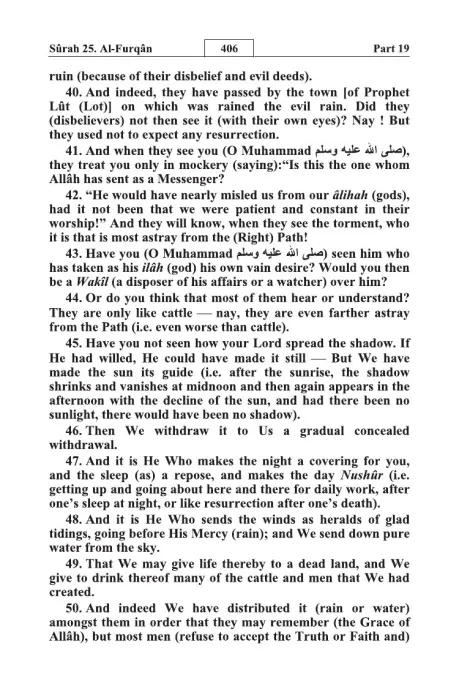 Sûrah 25. Al-Furqân 406 Part 19
ruin (because of their disbelief and evil deeds).
40. And indeed, they have passed by the town [of Prophet
Lût (Lot)] on which was rained the evil rain. Did they
(disbelievers) not then see it (with their own eyes)? Nay ! But
they used not to expect any resurrection.
41. And when they see you (O Muhammad صلى الله عليه وسلم),
they treat you only in mockery (saying):“Is this the one whom
Allâh has sent as a Messenger?
42. “He would have nearly misled us from our âlihah (gods),
had it not been that we were patient and constant in their
worship!” And they will know, when they see the torment, who
it is that is most astray from the (Right) Path!
43. Have you (O Muhammad صلى الله عليه وسلم) seen him who
has taken as his ilâh (god) his own vain desire? Would you then
be a Wakîl (a disposer of his affairs or a watcher) over him?
44. Or do you think that most of them hear or understand?
They are only like cattle — nay, they are even farther astray
from the Path (i.e. even worse than cattle).
45. Have you not seen how your Lord spread the shadow. If
He had willed, He could have made it still — But We have
made the sun its guide (i.e. after the sunrise, the shadow
shrinks and vanishes at midnoon and then again appears in the
afternoon with the decline of the sun, and had there been no
sunlight, there would have been no shadow).
46. Then We withdraw it to Us a gradual concealed
withdrawal.
47. And it is He Who makes the night a covering for you,
and the sleep (as) a repose, and makes the day Nushûr (i.e.
getting up and going about here and there for daily work, after
one’s sleep at night, or like resurrection after one’s death).
48. And it is He Who sends the winds as heralds of glad
tidings, going before His Mercy (rain); and We send down pure
water from the sky.
49. That We may give life thereby to a dead land, and We
give to drink thereof many of the cattle and men that We had
created.
50. And indeed We have distributed it (rain or water)
amongst them in order that they may remember (the Grace of
Allâh), but most men (refuse to accept the Truth or Faith and)